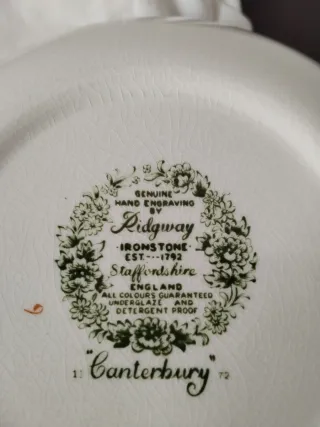 GENUINE
HAND ENGRAVING
BY
Ridgway
·IRONSTONE·
EST---1792
Staffordshire
ENGLAND
ALL COLOURS GUARANTEED
UNDERGLAZE AND
DETERGENT PROOF
"Canterbury"